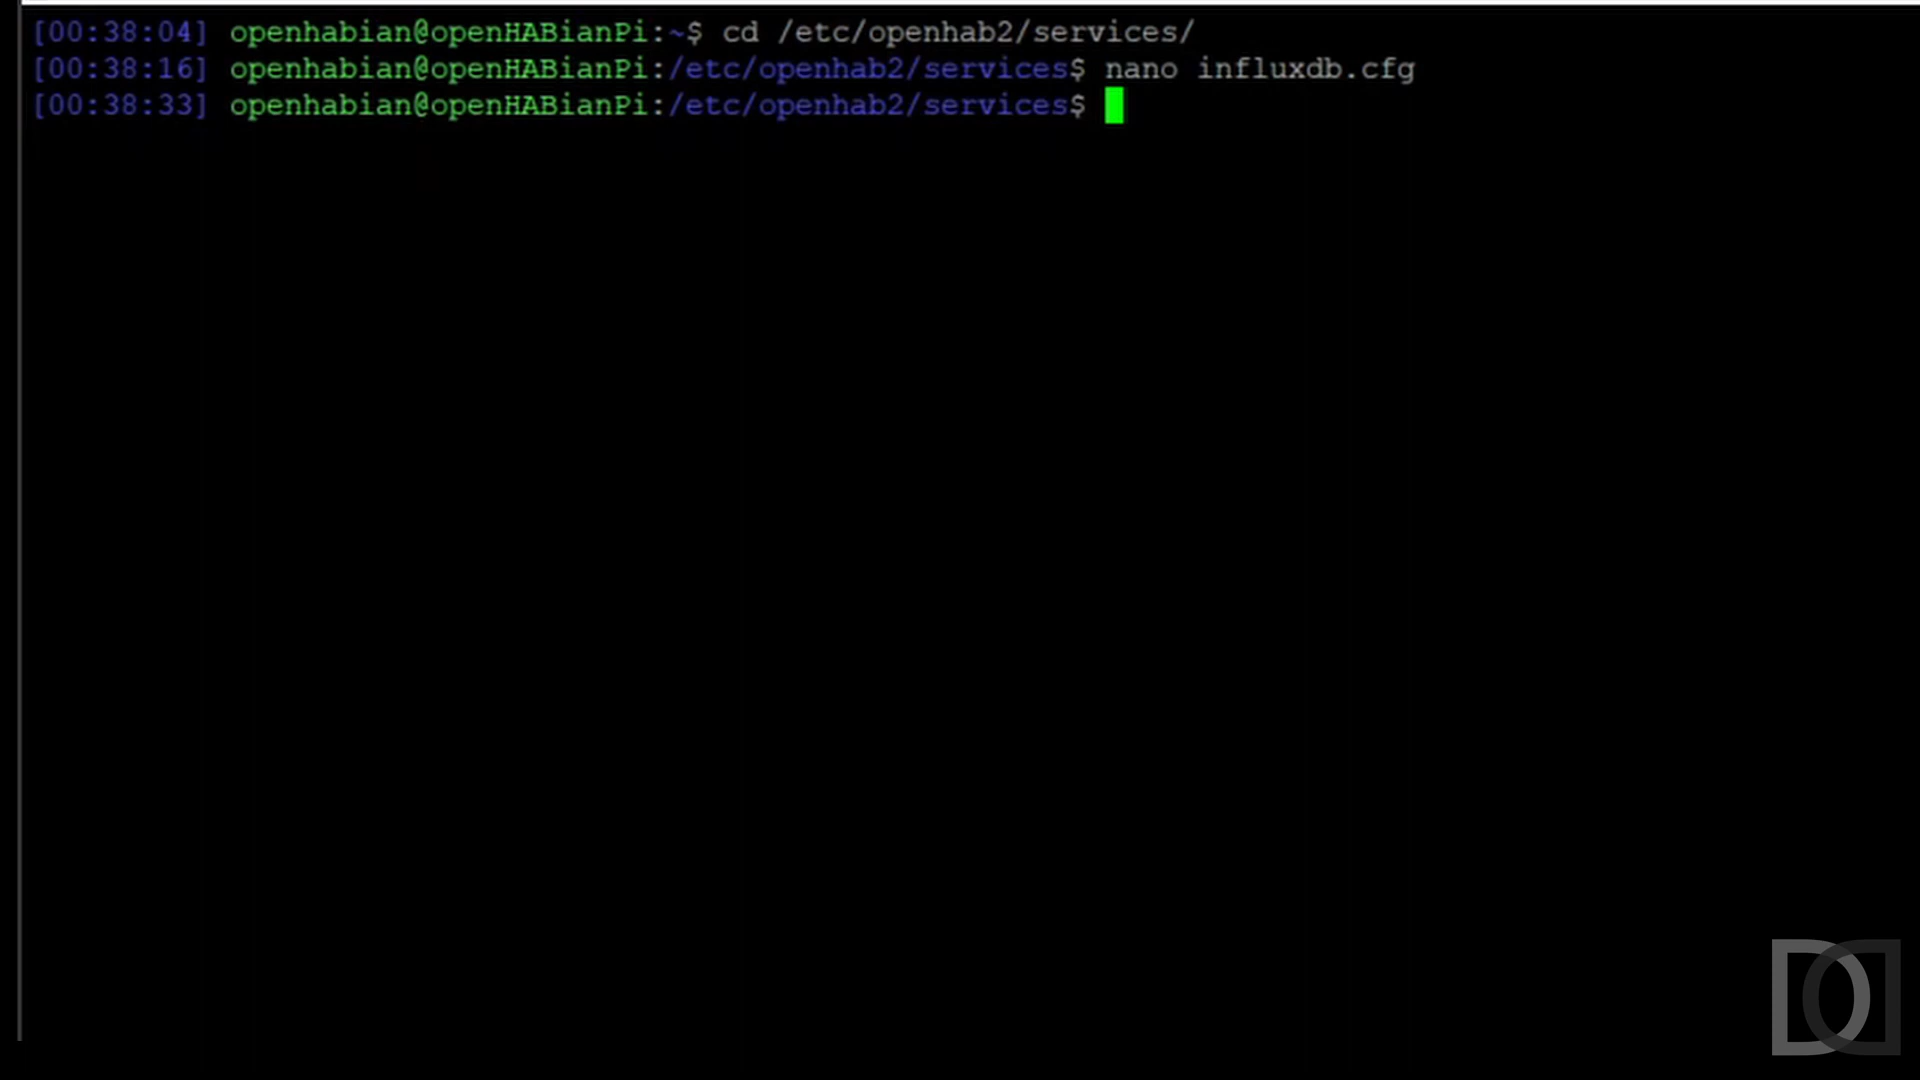 [00:38:04] openhabian@openHABianPi:~$ cd /etc/openhab2/services/
[00:38:16] openhabian@openHABianPi:/etc/openhab2/services$ nano influxdb.cfg
[00:38:33] openhabian@openHABianPi:/etc/openhab2/services$